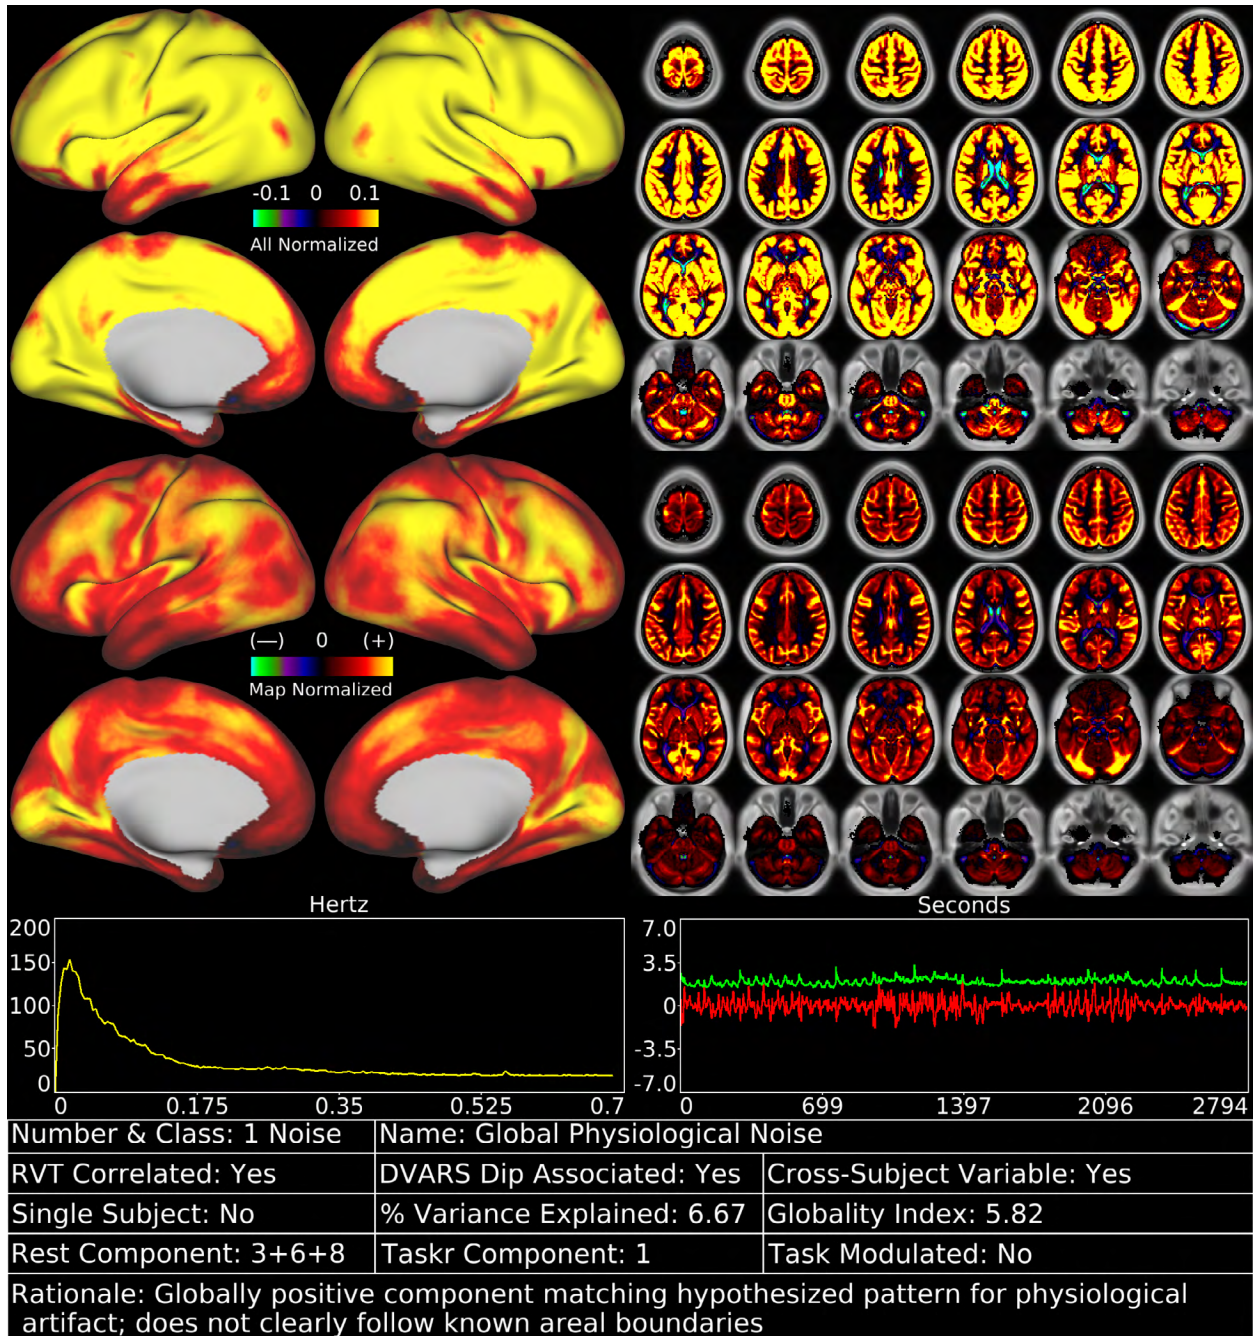 -0.1 0 0.1
All Normalized
(—) 0 (+)
Map Normalized
Hertz
200
150
100
50
0
0 0.175 0.35 0.525 0.7
Seconds
7.0
3.5
0
-3.5
-7.0
0 699 1397 2096 2794
Number & Class: 1 Noise Name: Global Physiological Noise
RVT Correlated: Yes DVARS Dip Associated: Yes Cross-Subject Variable: Yes
Single Subject: No % Variance Explained: 6.67 Globality Index: 5.82
Rest Component: 3+6+8 Taskr Component: 1 Task Modulated: No
Rationale: Globally positive component matching hypothesized pattern for physiological
artifact; does not clearly follow known areal boundaries